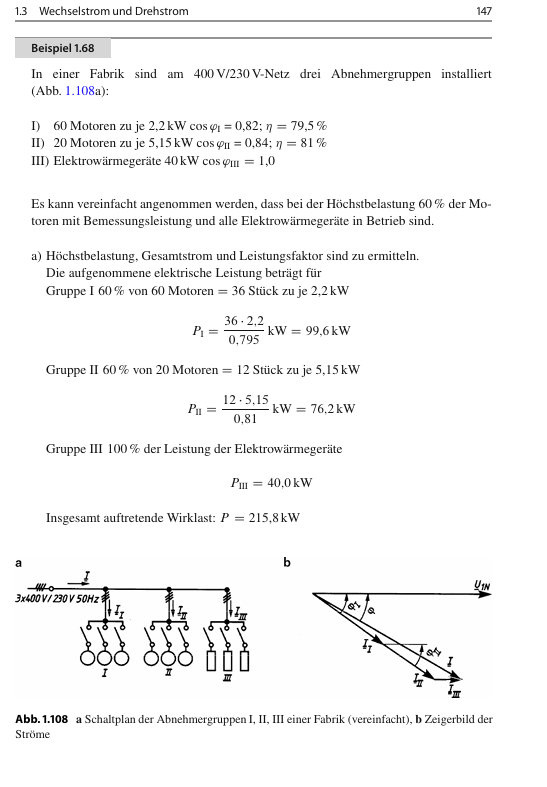 1.3 Wechselstrom und Drehstrom 147
Beispiel 1.68
In einer Fabrik sind am 400 V/230 V-Netz drei Abnehmergruppen installiert
(Abb. 1.108a):
I) 60 Motoren zu je 2,2 kW cos φI = 0,82; η = 79,5 %
II) 20 Motoren zu je 5,15 kW cos φII = 0,84; η = 81 %
III) Elektrowärmegeräte 40 kW cos φIII = 1,0
Es kann vereinfacht angenommen werden, dass bei der Höchstbelastung 60 % der Mo-
toren mit Bemessungsleistung und alle Elektrowärmegeräte in Betrieb sind.
a) Höchstbelastung, Gesamtstrom und Leistungsfaktor sind zu ermitteln.
Die aufgenommene elektrische Leistung beträgt für
Gruppe I 60 % von 60 Motoren = 36 Stück zu je 2,2 kW
PI = 36 · 2,2 / 0,795 kW = 99,6 kW
Gruppe II 60 % von 20 Motoren = 12 Stück zu je 5,15 kW
PII = 12 · 5,15 / 0,81 kW = 76,2 kW
Gruppe III 100 % der Leistung der Elektrowärmegeräte
PIII = 40,0 kW
Insgesamt auftretende Wirklast: P = 215,8 kW
a b
I
3x400V/230V 50Hz
II III IIII
I II III
U1N
φI φ
II φII I
III IIII
Abb. 1.108 a Schaltplan der Abnehmergruppen I, II, III einer Fabrik (vereinfacht), b Zeigerbild der
Ströme